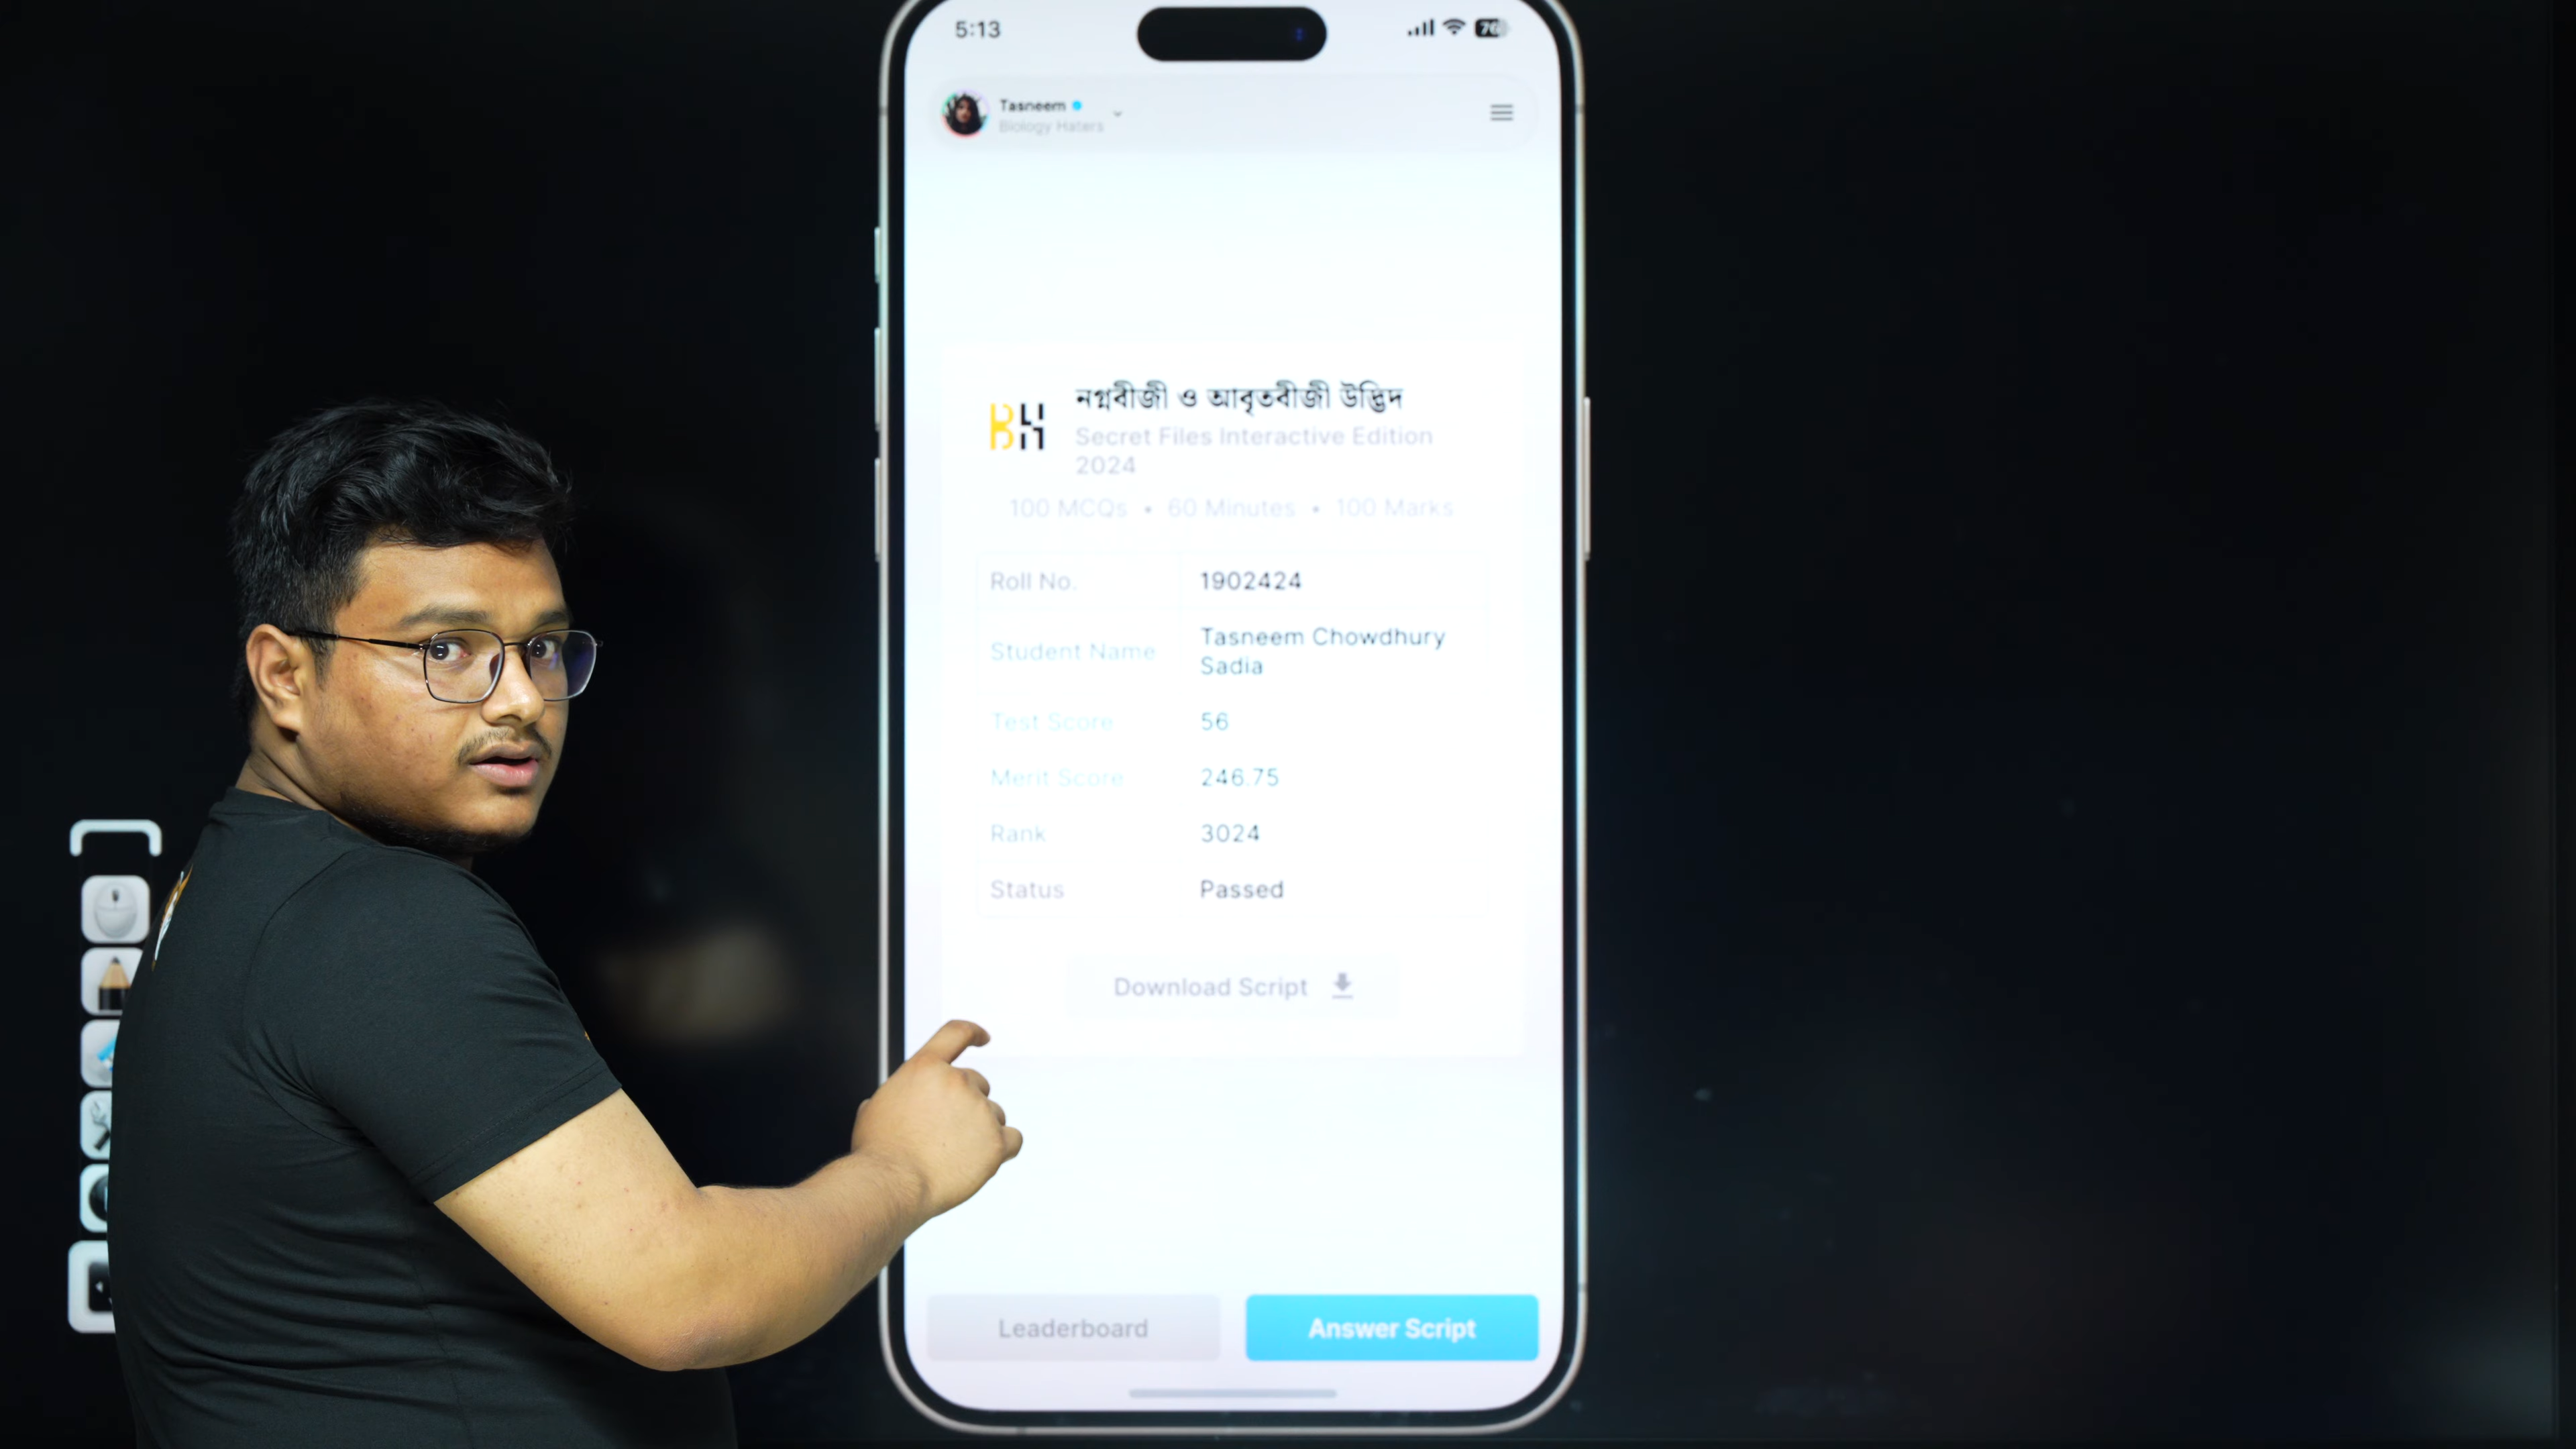 5:13
76
Tasneem
Biology Haters
BH
নগ্নবীজী ও আবৃতবীজী উদ্ভিদ
Secret Files Interactive Edition
2024
100 MCQs • 60 Minutes • 100 Marks
Roll No. 1902424
Student Name Tasneem Chowdhury
Sadia
Test Score 56
Merit Score 246.75
Rank 3024
Status Passed
Download Script
Leaderboard Answer Script